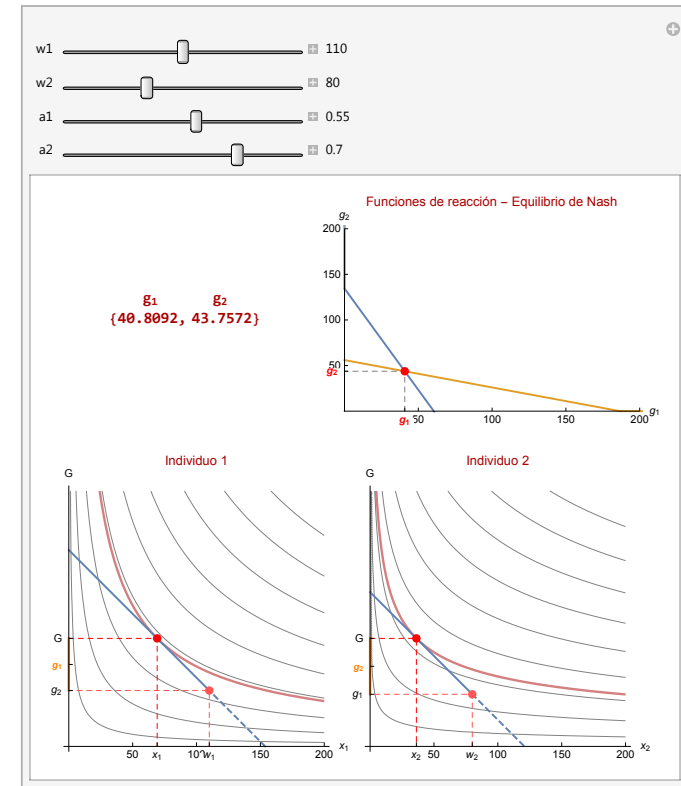 w1 110
w2 80
a1 0.55
a2 0.7
Funciones de reacción – Equilibrio de Nash
g₂
200
150
g₁ g₂
{40.8092, 43.7572}
100
50
g₂
g₁ 50 100 150 200 g₁
Individuo 1 Individuo 2
G G
G G
g₁ g₂
g₂ g₁
50 x₁ 100 w₁ 150 200 x₁
x₂ 50 w₂ 100 150 200 x₂